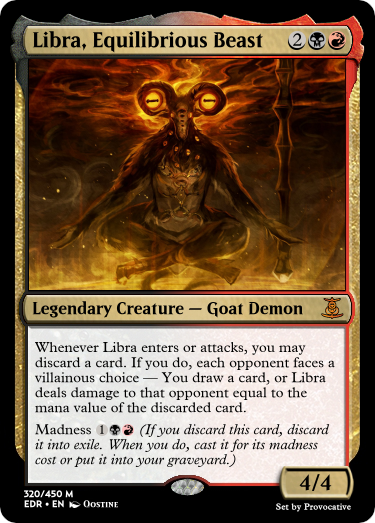 Libra, Equilibrious Beast 2
Legendary Creature — Goat Demon
Whenever Libra enters or attacks, you may
discard a card. If you do, each opponent faces a
villainous choice — You draw a card, or Libra
deals damage to that opponent equal to the
mana value of the discarded card.
Madness 1 (If you discard this card, discard
it into exile. When you do, cast it for its madness
cost or put it into your graveyard.)
4/4
320/450 M
EDR • EN Oostine
Set by Provocative